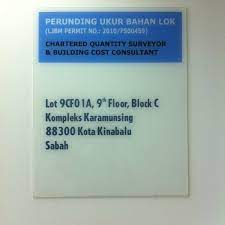 PERUNDING UKUR BAHAN LOK
(LJBM PERMIT NO.: 2010/PS00459)
CHARTERED QUANTITY SURVEYOR
& BUILDING COST CONSULTANT
Lot 9CF01A, 9th Floor, Block C
Kompleks Karamunsing
88300 Kota Kinabalu
Sabah